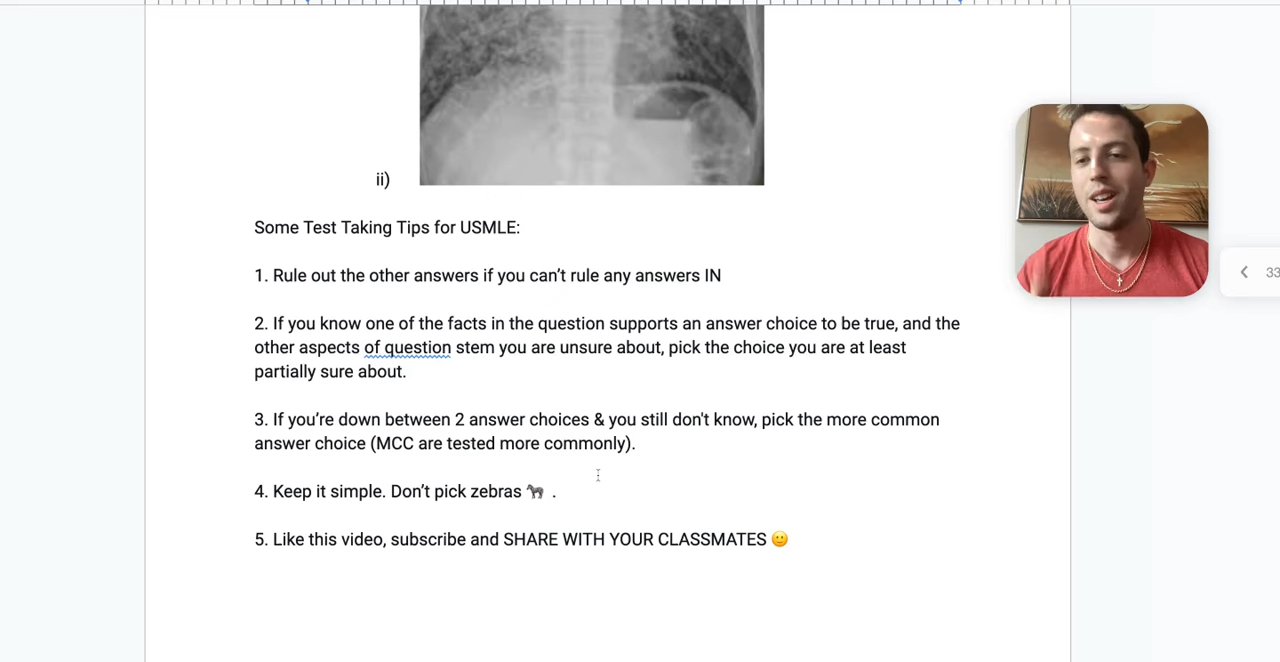 ii)
Some Test Taking Tips for USMLE:
1. Rule out the other answers if you can’t rule any answers IN
2. If you know one of the facts in the question supports an answer choice to be true, and the
other aspects of question stem you are unsure about, pick the choice you are at least
partially sure about.
3. If you’re down between 2 answer choices & you still don't know, pick the more common
answer choice (MCC are tested more commonly).
4. Keep it simple. Don’t pick zebras 🦓 .
5. Like this video, subscribe and SHARE WITH YOUR CLASSMATES 🙂
33